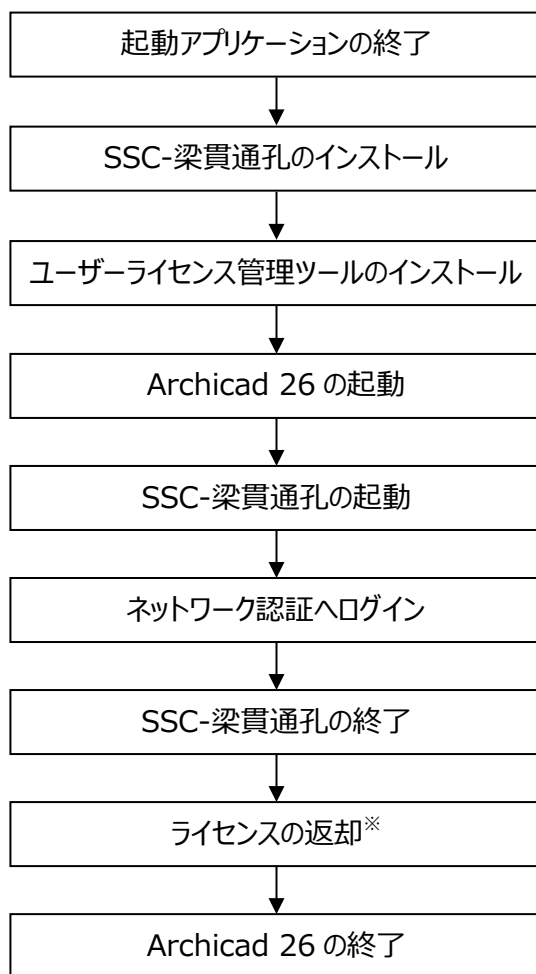 起動アプリケーションの終了
SSC-梁貫通孔のインストール
ユーザーライセンス管理ツールのインストール
Archicad 26 の起動
SSC-梁貫通孔の起動
ネットワーク認証へログイン
SSC-梁貫通孔の終了
ライセンスの返却※
Archicad 26 の終了